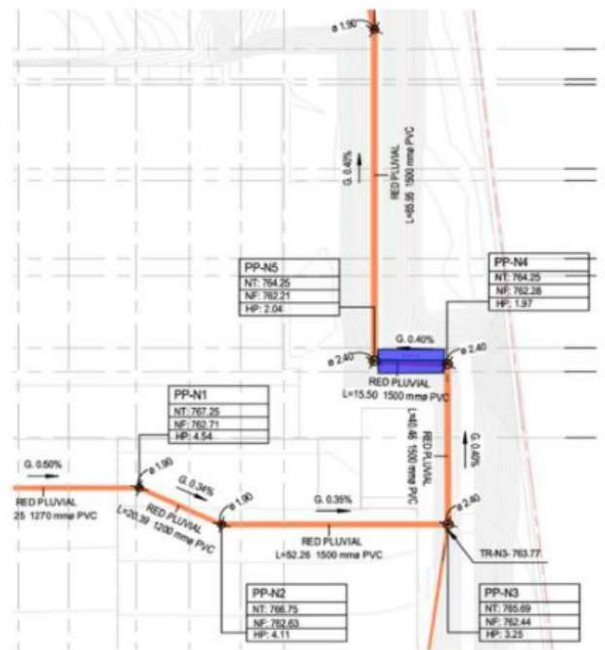 ø 1.90
G. 0.40%
RED PLUVIAL
L=65.95 1500 mmø PVC
PP-N5
NT: 764.25
NF: 762.21
HP: 2.04
PP-N4
NT: 764.25
NF: 762.28
HP: 1.97
G. 0.40%
ø 2.40
ø 2.40
RED PLUVIAL
L=15.50 1500 mmø PVC
PP-N1
NT: 767.25
NF: 762.71
HP: 4.54
RED PLUVIAL
L=40.46 1500 mmø PVC
G. 0.40%
G. 0.50%
ø 1.90
G. 0.34%
ø 1.90
G. 0.35%
ø 2.40
RED PLUVIAL
25 1270 mmø PVC
RED PLUVIAL
L=20.39 1200 mmø PVC
RED PLUVIAL
L=52.26 1500 mmø PVC
TR-N3- 763.77
PP-N2
NT: 766.75
NF: 762.63
HP: 4.11
PP-N3
NT: 765.69
NF: 762.44
HP: 3.25